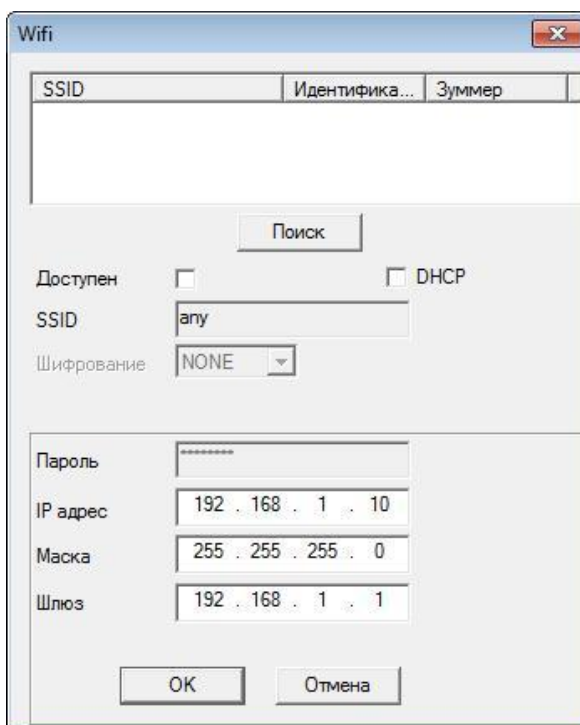 Wifi
SSID Идентифика... Зуммер
Поиск
Доступен DHCP
SSID any
Шифрование NONE
Пароль ********
IP адрес 192 . 168 . 1 . 10
Маска 255 . 255 . 255 . 0
Шлюз 192 . 168 . 1 . 1
OK Отмена